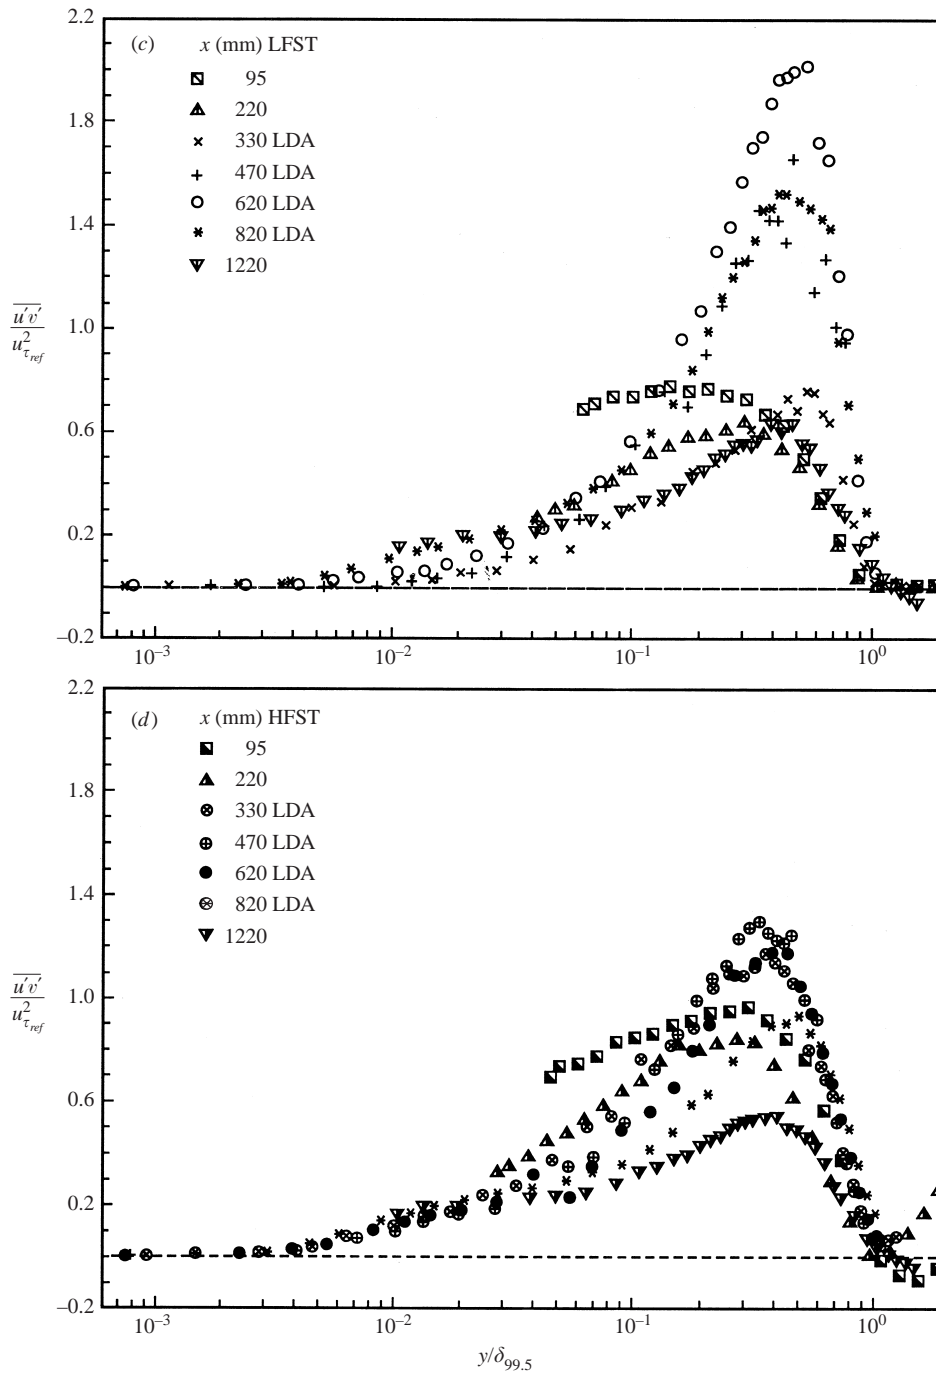 2.2
(c) x (mm) LFST
95
220
1.8
330 LDA
470 LDA
620 LDA
820 LDA
1.4
1220
u′v′
u²τref
1.0
0.6
0.2
–0.2
10⁻³ 10⁻² 10⁻¹ 10⁰
2.2
(d) x (mm) HFST
95
220
1.8
330 LDA
470 LDA
620 LDA
820 LDA
1.4
1220
u′v′
u²τref
1.0
0.6
0.2
–0.2
10⁻³ 10⁻² 10⁻¹ 10⁰
y/δ99.5